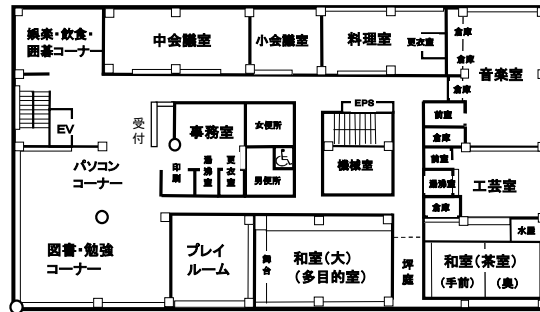 娯楽・飲食・
囲碁コーナー
中会議室
小会議室
料理室
更衣室
倉庫
倉庫
音楽室
倉庫
EV
受付
事務室
女便所
EPS
前室
倉庫
パソコン
コーナー
印刷
湯沸室
更衣室
男便所
機械室
前室
湯沸室
倉庫
工芸室
水屋
図書・勉強
コーナー
プレイ
ルーム
舞台
和室（大）
（多目的室）
坪庭
和室（茶室）
（手前）
（奥）